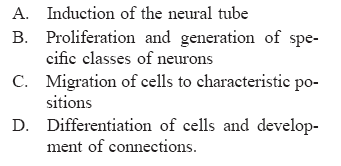 A. Induction of the neural tube
B. Proliferation and generation of spe-
cific classes of neurons
C. Migration of cells to characteristic po-
sitions
D. Differentiation of cells and develop-
ment of connections.